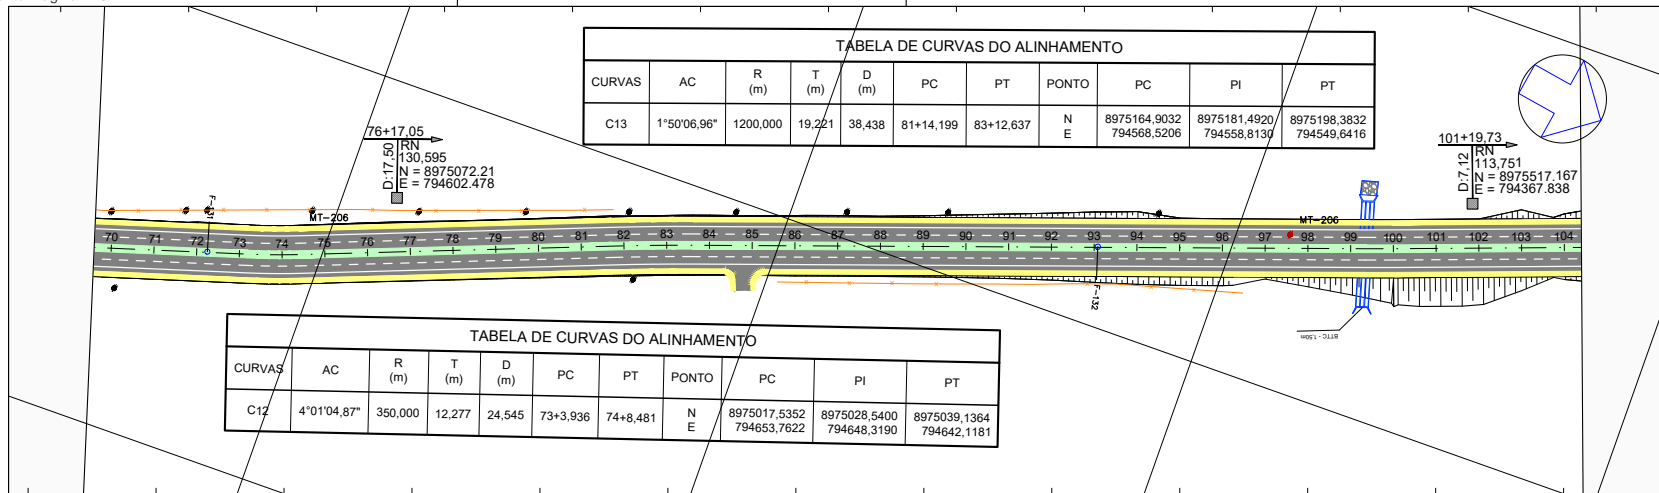 TABELA DE CURVAS DO ALINHAMENTO
CURVAS AC R (m) T (m) D (m) PC PT PONTO PC PI PT
C13 1°50'06,96" 1200,000 19,221 38,438 81+14,199 83+12,637 N 8975164,9032 8975181,4920 8975198,3832
E 794568,5206 794558,8130 794549,6416
76+17,05
D:17,50
RN
130,595
N = 8975072.21
E = 794602.478
101+19,73
D:7,12
RN
113,751
N = 8975517.167
E = 794367.838
F-131
MT-206
MT-206
70 71 72 73 74 75 76 77 78 79 80 81 82 83 84 85 86 87 88 89 90 91 92 93 94 95 96 97 98 99 100 101 102 103 104
F-132
BTTC - 1.50m
TABELA DE CURVAS DO ALINHAMENTO
CURVAS AC R (m) T (m) D (m) PC PT PONTO PC PI PT
C12 4°01'04,87" 350,000 12,277 24,545 73+3,936 74+8,481 N 8975017,5352 8975028,5400 8975039,1364
E 794653,7622 794648,3190 794642,1181